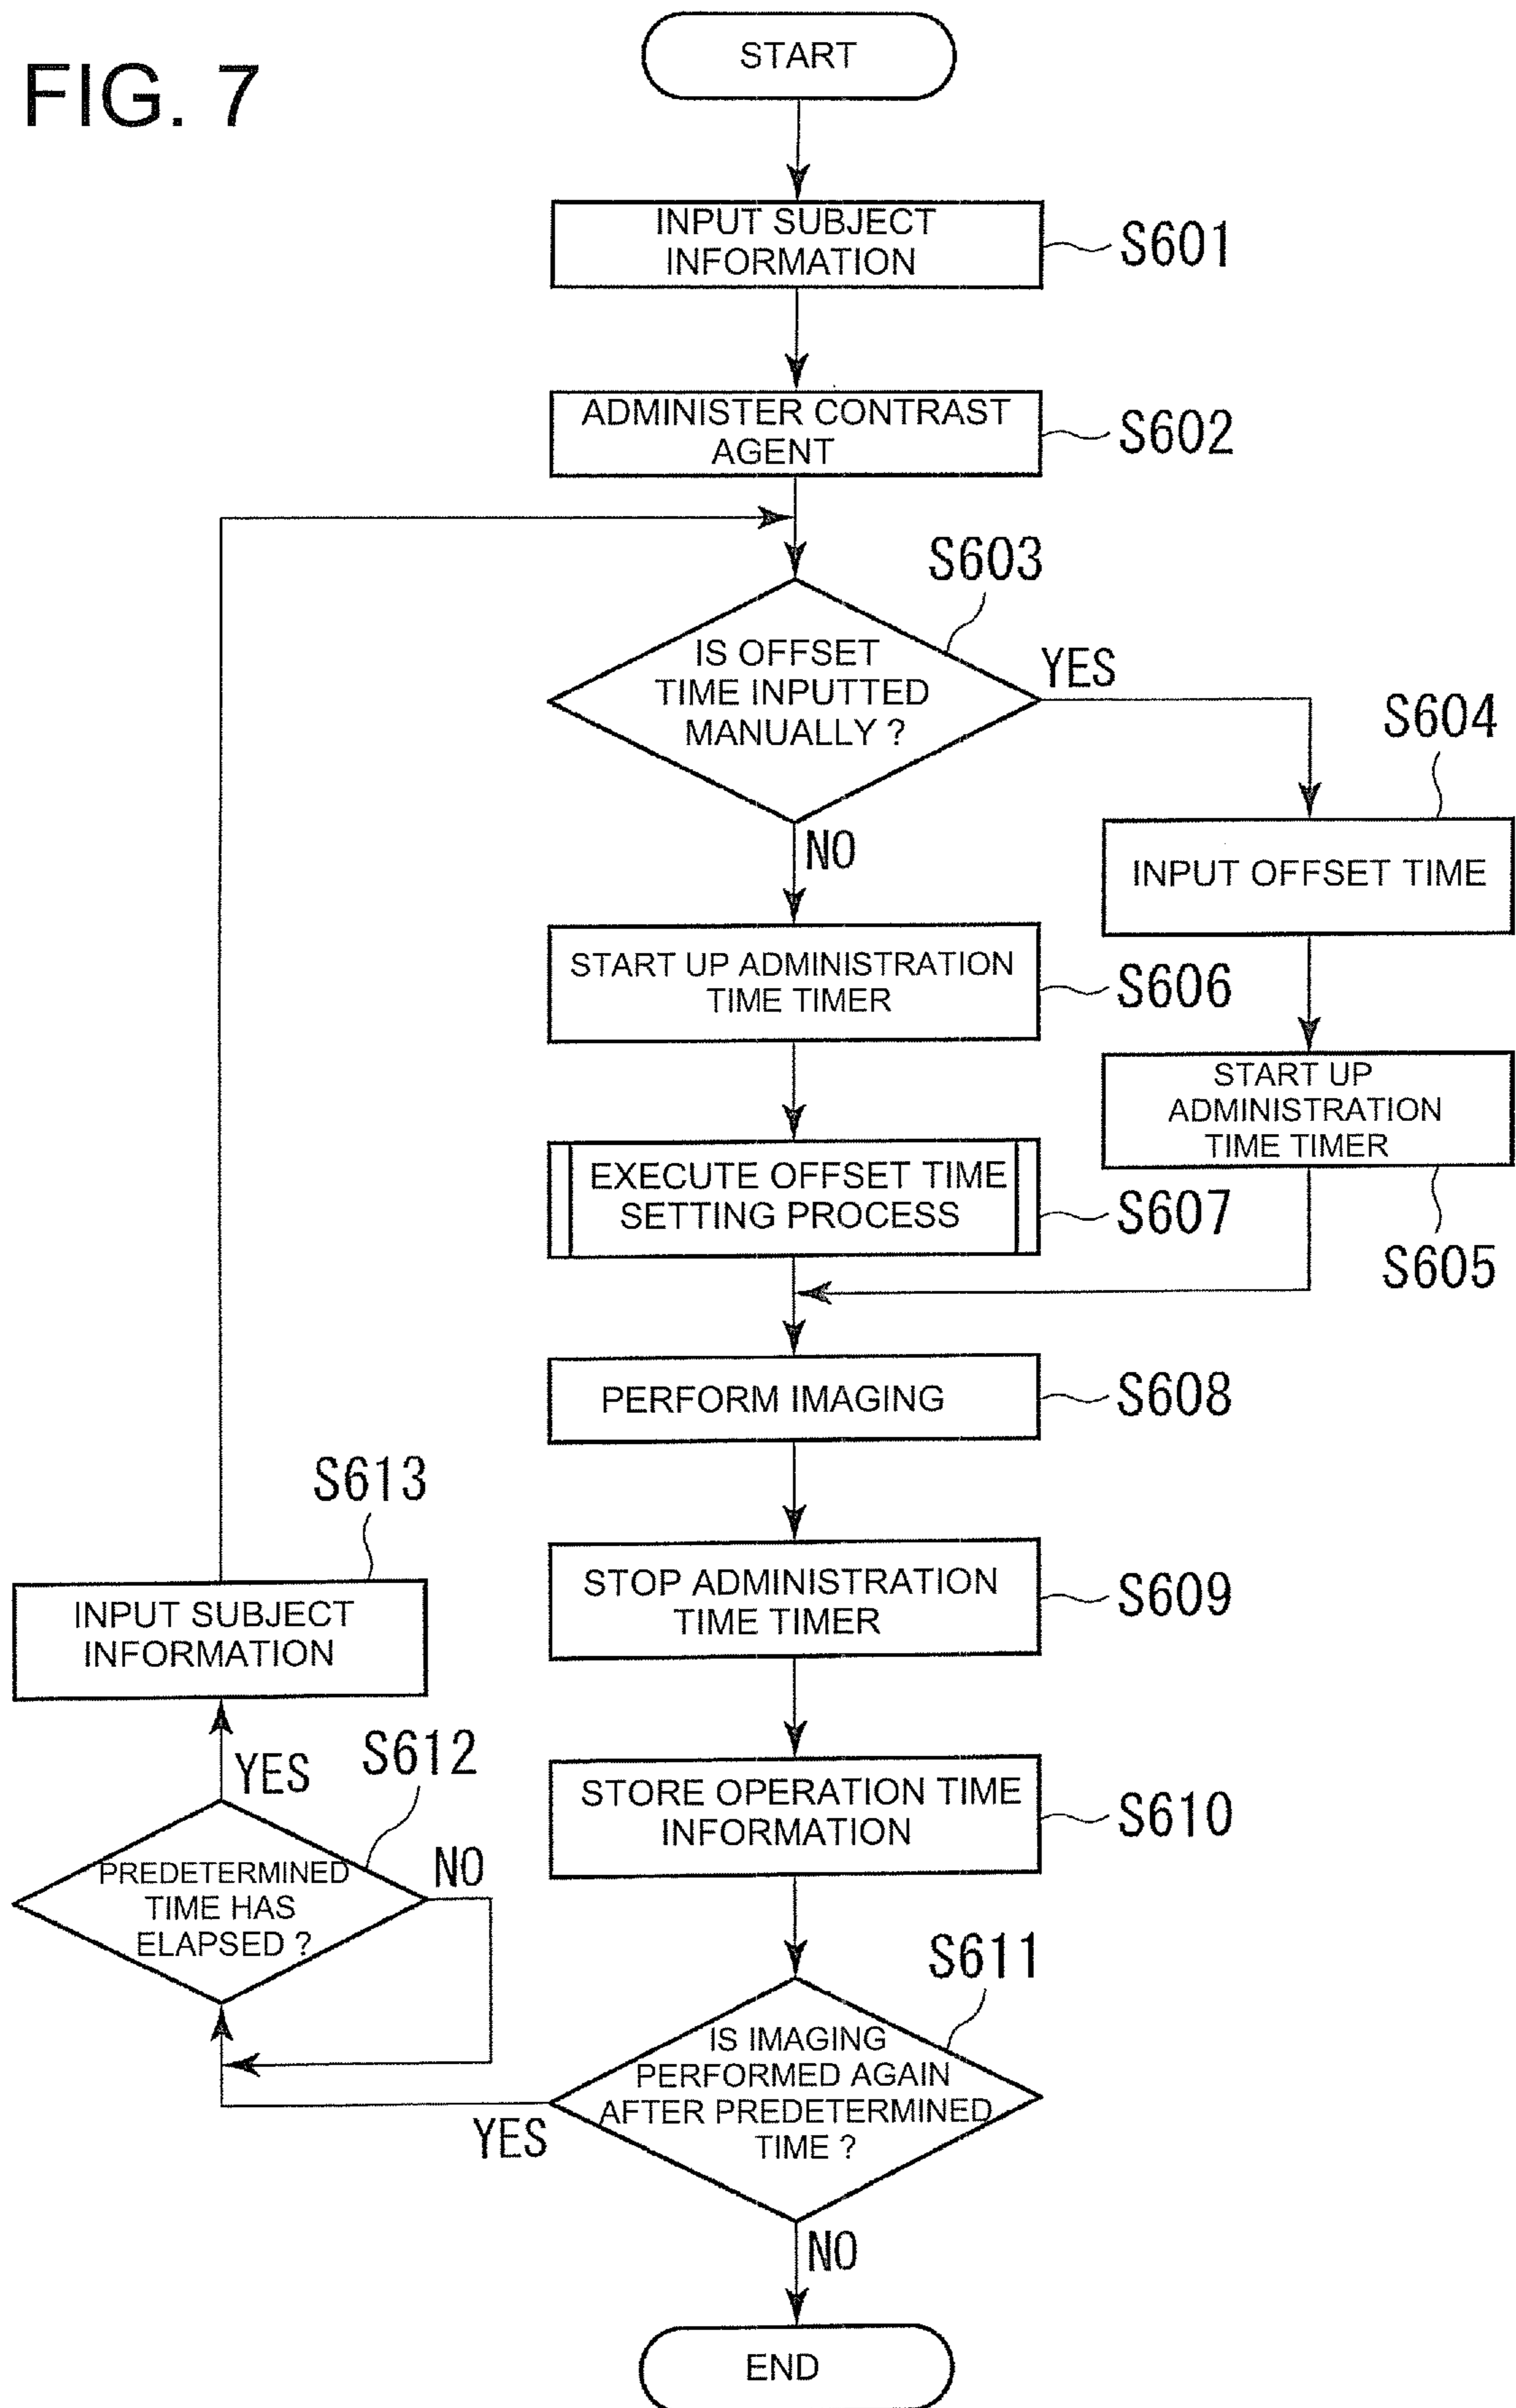 FIG. 7
START
INPUT SUBJECT
INFORMATION
S601
ADMINISTER CONTRAST
AGENT
S602
S603
IS OFFSET
TIME INPUTTED
MANUALLY ?
YES
NO
S604
INPUT OFFSET TIME
START UP ADMINISTRATION
TIME TIMER
S606
START UP
ADMINISTRATION
TIME TIMER
S605
EXECUTE OFFSET TIME
SETTING PROCESS
S607
PERFORM IMAGING
S608
STOP ADMINISTRATION
TIME TIMER
S609
S613
INPUT SUBJECT
INFORMATION
STORE OPERATION TIME
INFORMATION
S610
YES
S612
PREDETERMINED
TIME HAS
ELAPSED ?
NO
S611
IS IMAGING
PERFORMED AGAIN
AFTER PREDETERMINED
TIME ?
YES
NO
END